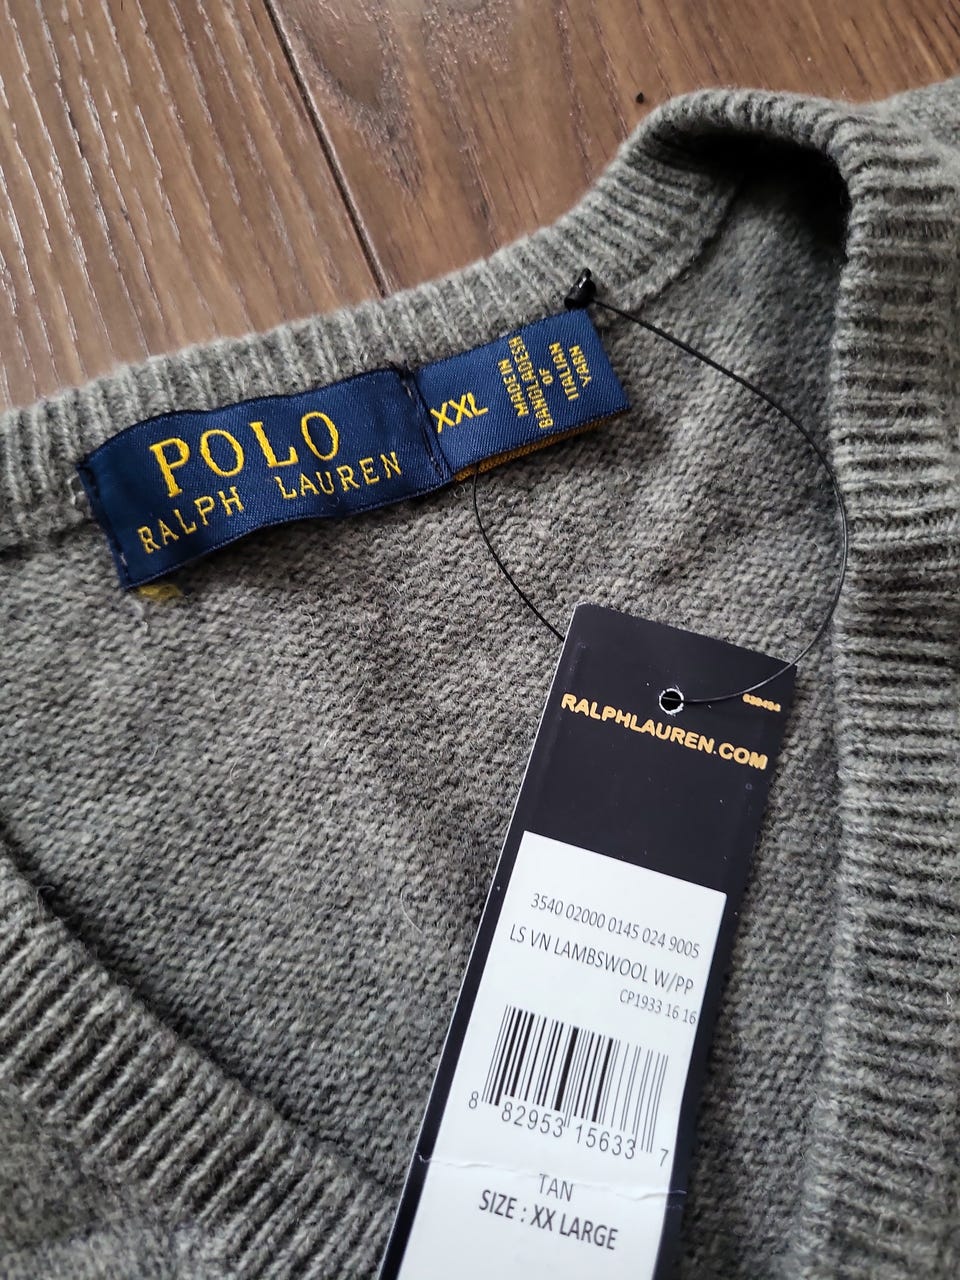 POLO
RALPH LAUREN
XXL
MADE IN
BANGLADESH
OF
ITALIAN
YARN
RALPHLAUREN.COM
3540 02000 0145 024 9005
LS VN LAMBSWOOL W/PP
CP1933 16 16
8 82953 15633 7
TAN
SIZE : XX LARGE